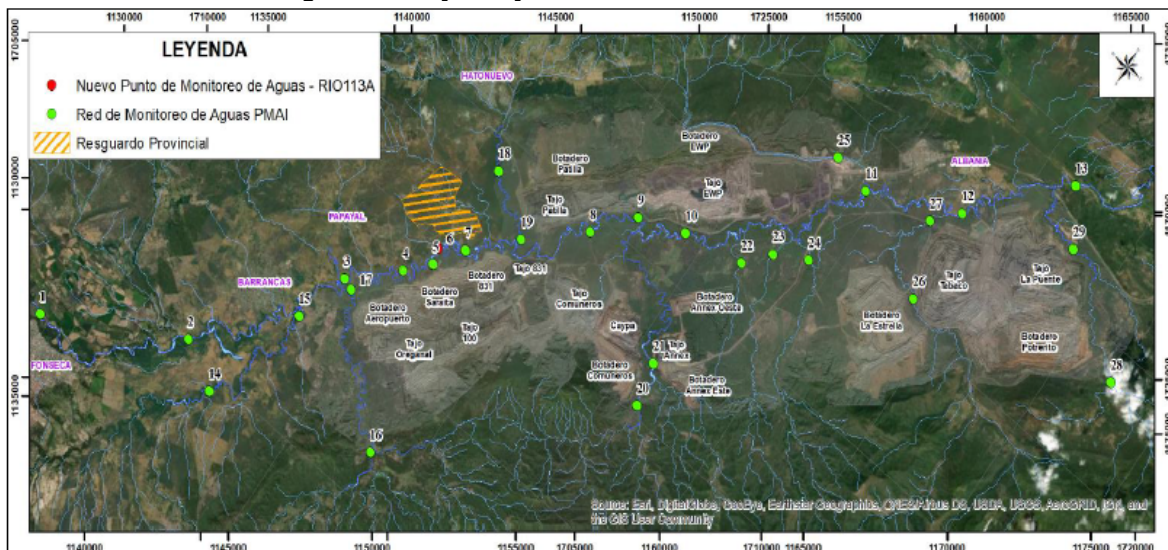 1130000
1710000
1135000
1140000
1145000
1150000
1725000
1155000
1160000
1165000
1705000
LEYENDA
Nuevo Punto de Monitoreo de Aguas - RIO113A
Red de Monitoreo de Aguas PMAI
Resguardo Provincial
HATONUEVO
Botadero EWP
25
18
Botadero Patilla
11
ALBANIA
13
1130000
Tajo EWP
PAPAYAL
Tajo Patilla
9
8
10
27
12
19
7
6
5
4
3
17
Tajo 831
Botadero 831
Botadero Saraita
22
23
24
29
BARRANCAS
15
1
2
Botadero Aeropuerto
Tajo 100
Tajo Oreganal
Tajo Comuneros
Caypa
Botadero Annex Oeste
26
Tajo Tabaco
Tajo La Puente
Botadero La Estrella
FONSECA
14
21
Tajo Annex
Botadero Comuneros
Botadero Annex Este
Botadero Potrerito
28
1135000
20
16
Source: Esri, DigitalGlobe, GeoEye, Earthstar Geographics, CNES/Airbus DS, USDA, USGS, AeroGRID, IGN, and
the GIS User Community
1140000
1145000
1150000
1155000
1705000
1160000
1710000
1165000
1170000
1175000
1720000